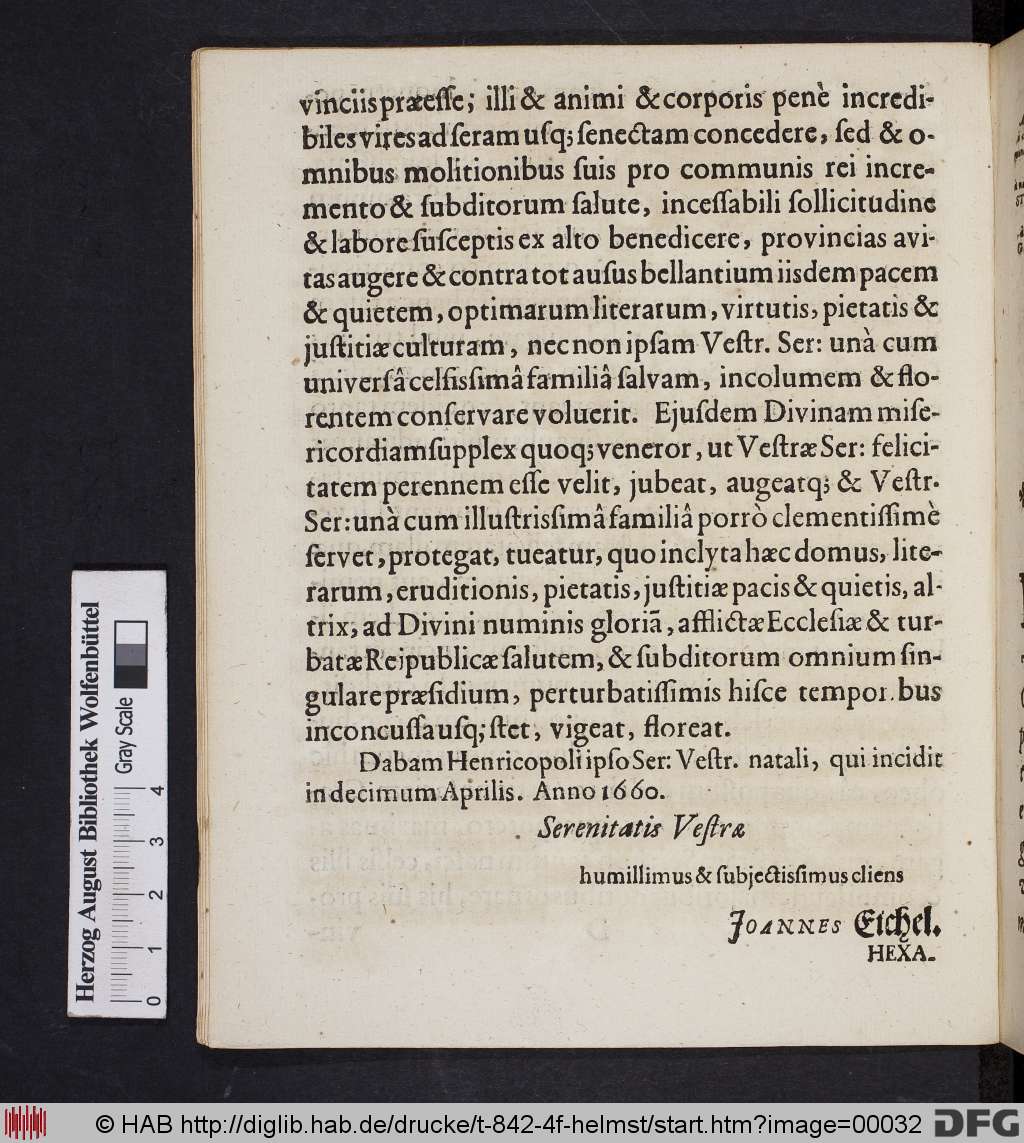 vinciis præesse; illi & animi & corporis penè incredi-
biles vires ad seram usq; senectam concedere, sed & o-
mnibus molitionibus suis pro communis rei incre-
mento & subditorum salute, incessabili sollicitudine
& labore susceptis ex alto benedicere, provincias avi-
tas augere & contra tot ausus bellantium iisdem pacem
& quietem, optimarum literarum, virtutis, pietatis &
justitiæ culturam, nec non ipsam Vestr. Ser: unà cum
universâ celsissimâ familiâ salvam, incolumem & flo-
rentem conservare voluerit. Ejusdem Divinam mise-
ricordiam supplex quoq; veneror, ut Vestræ Ser: felici-
tatem perennem esse velit, jubeat, augeatq; & Vestr.
Ser: unà cum illustrissimâ familiâ porrò clementissimè
servet, protegat, tueatur, quo inclyta hæc domus, lite-
rarum, eruditionis, pietatis, justitiæ pacis & quietis, al-
trix, ad Divini numinis gloriã, afflictæ Ecclesiæ & tur-
batæ Reipublicæ salutem, & subditorum omnium sin-
gulare præsidium, perturbatissimis hisce tempor.bus
inconcussa usq; stet, vigeat, floreat.
Dabam Henricopoli ipso Ser: Vestr. natali, qui incidit
in decimum Aprilis. Anno 1660.
Serenitatis Vestræ
humillimus & subjectissimus cliens
JOANNES Eichel.
HEXA-
Herzog August Bibliothek Wolfenbüttel
Gray Scale
0 1 2 3 4
© HAB http://diglib.hab.de/drucke/t-842-4f-helmst/start.htm?image=00032
DFG